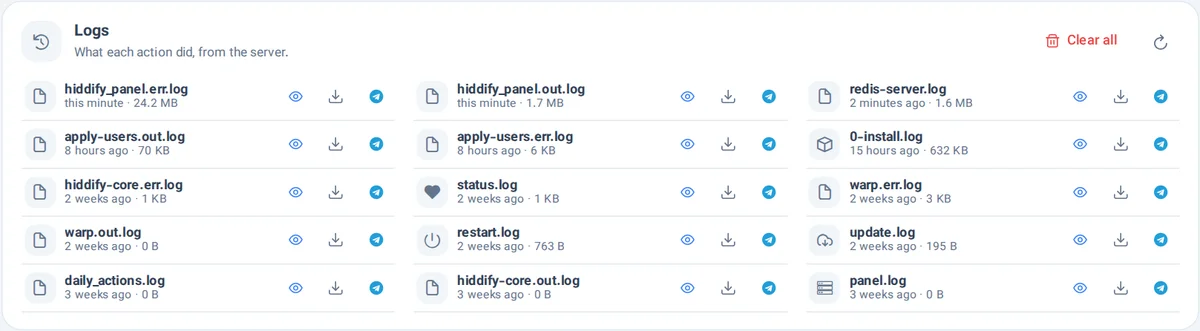 Logs
What each action did, from the server.
Clear all
hiddify_panel.err.log
this minute · 24.2 MB
hiddify_panel.out.log
this minute · 1.7 MB
redis-server.log
2 minutes ago · 1.6 MB
apply-users.out.log
8 hours ago · 70 KB
apply-users.err.log
8 hours ago · 6 KB
0-install.log
15 hours ago · 632 KB
hiddify-core.err.log
2 weeks ago · 1 KB
status.log
2 weeks ago · 1 KB
warp.err.log
2 weeks ago · 3 KB
warp.out.log
2 weeks ago · 0 B
restart.log
2 weeks ago · 763 B
update.log
2 weeks ago · 195 B
daily_actions.log
3 weeks ago · 0 B
hiddify-core.out.log
3 weeks ago · 0 B
panel.log
3 weeks ago · 0 B